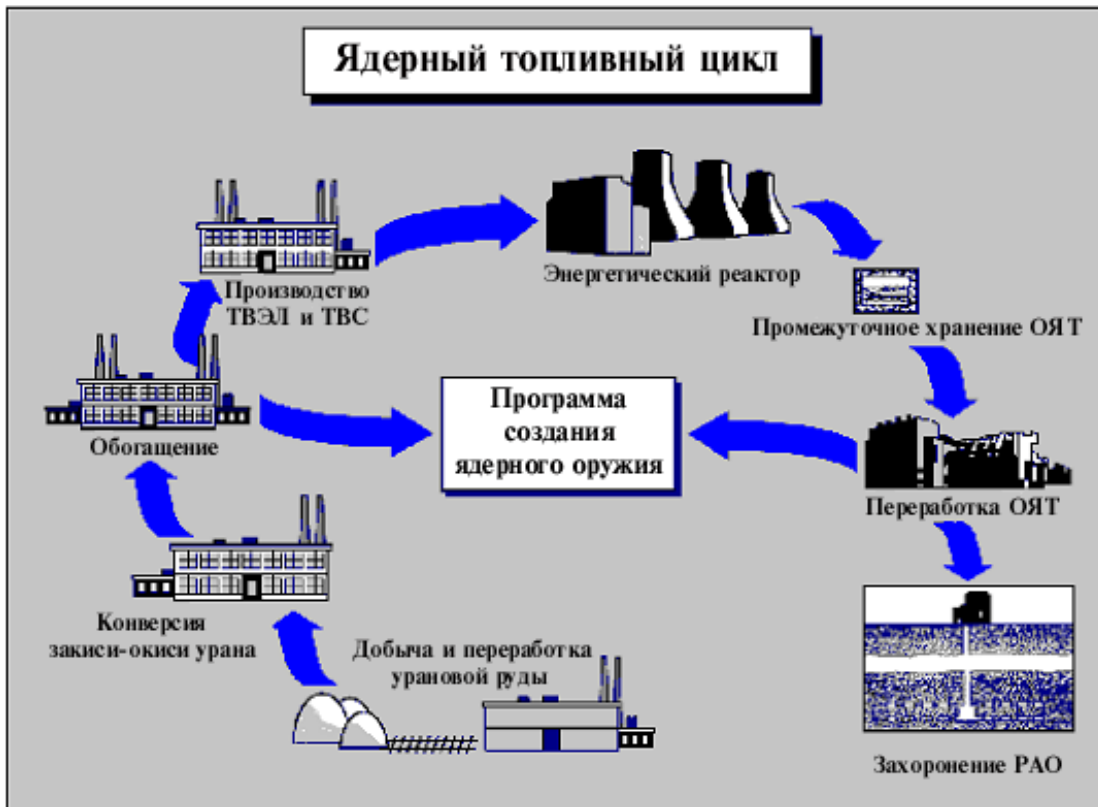 Ядерный топливный цикл
Энергетический реактор
Производство
ТВЭЛ и ТВС
Промежуточное хранение ОЯТ
Обогащение
Программа
создания
ядерного оружия
Переработка ОЯТ
Конверсия
закиси-окиси урана
Добыча и переработка
урановой руды
Захоронение РАО